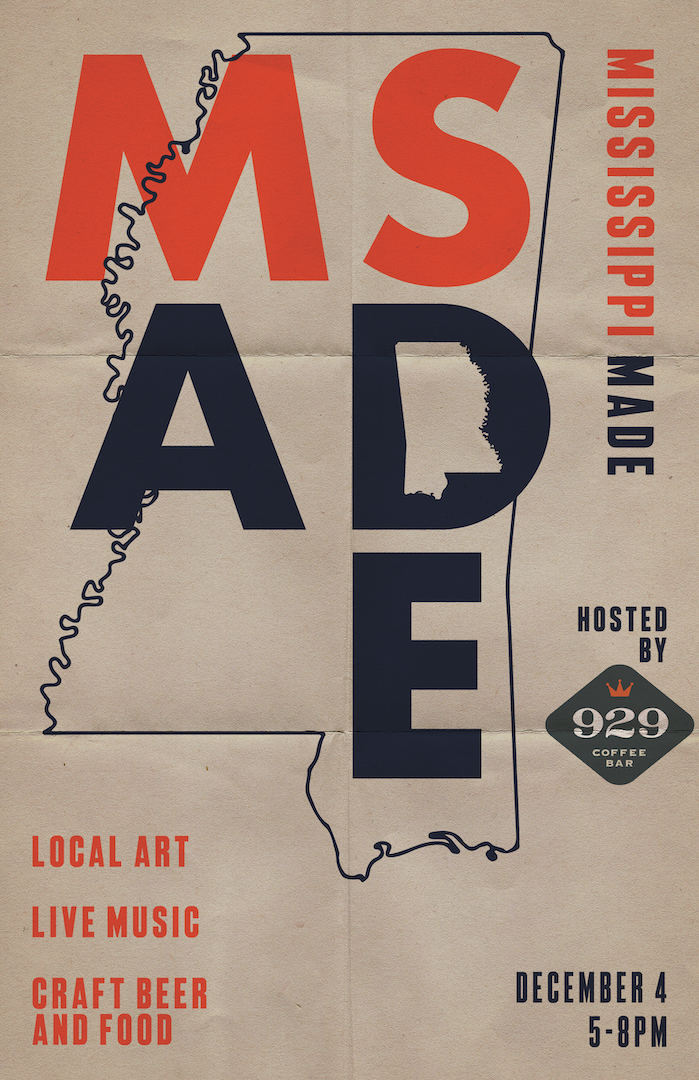 MS
MISSISSIPPI MADE
A D
E
HOSTED
BY
929
COFFEE
BAR
LOCAL ART
LIVE MUSIC
CRAFT BEER
AND FOOD
DECEMBER 4
5-8PM